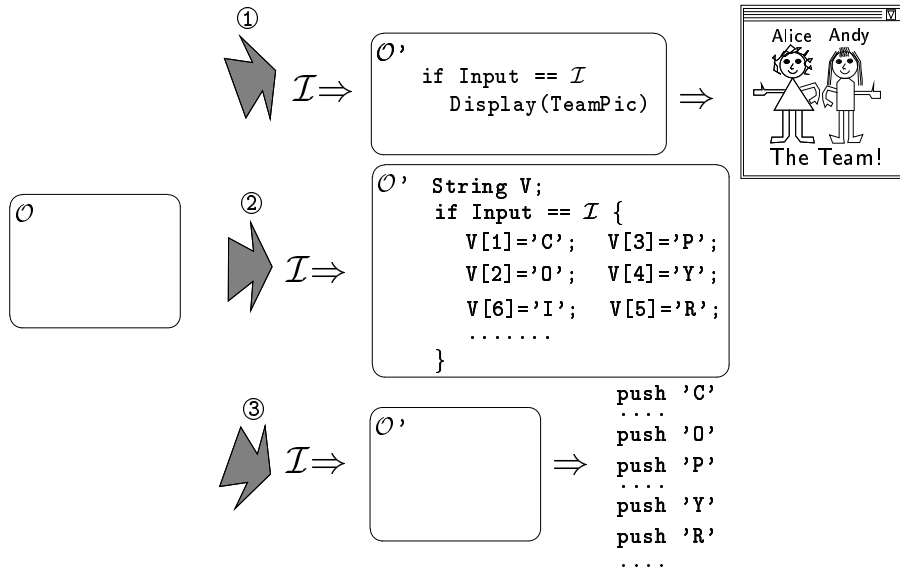 ①
𝓘⇒
𝒪'
if Input == 𝓘
Display(TeamPic)
⇒
Alice Andy
The Team!
𝒪
②
𝓘⇒
𝒪' String V;
if Input == 𝓘 {
V[1]='C'; V[3]='P';
V[2]='O'; V[4]='Y';
V[6]='I'; V[5]='R';
.......
}
③
𝓘⇒
𝒪'
⇒
push 'C'
....
push 'O'
push 'P'
....
push 'Y'
push 'R'
....